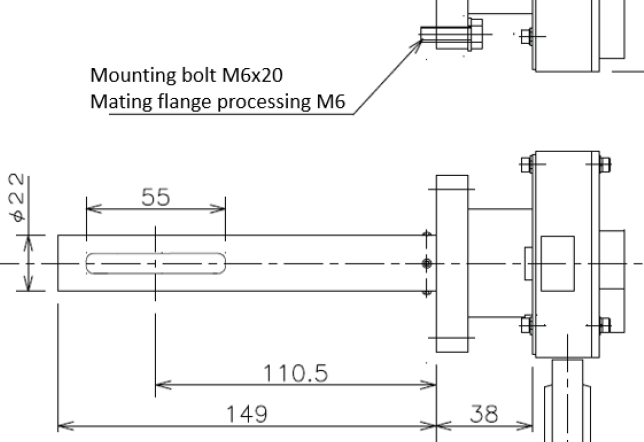 Mounting bolt M6x20
Mating flange processing M6
φ22
55
110.5
149
38